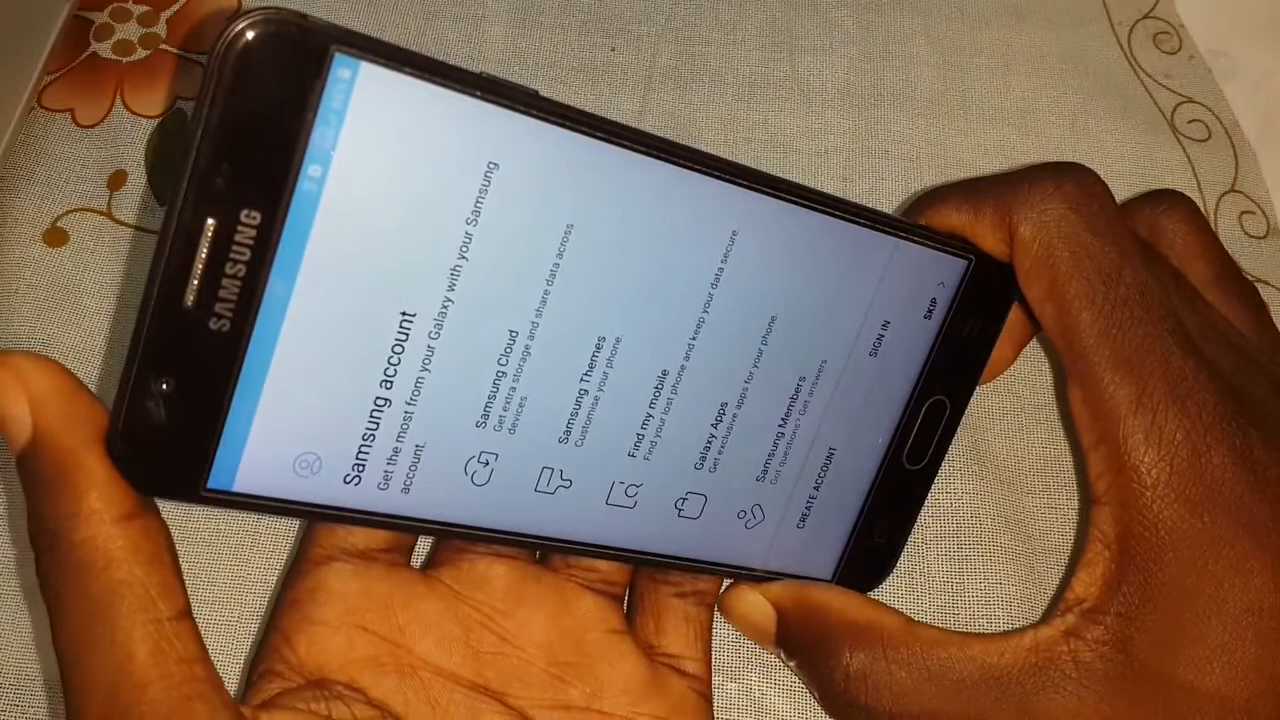 SAMSUNG
Samsung account
Get the most from your Galaxy with your Samsung
account.
Samsung Cloud
Get extra storage and share data across
devices.
Samsung Themes
Customise your phone.
Find my mobile
Find your lost phone and keep your data secure.
Galaxy Apps
Get exclusive apps for your phone.
Samsung Members
Got questions? Get answers
CREATE ACCOUNT
SIGN IN
SKIP >